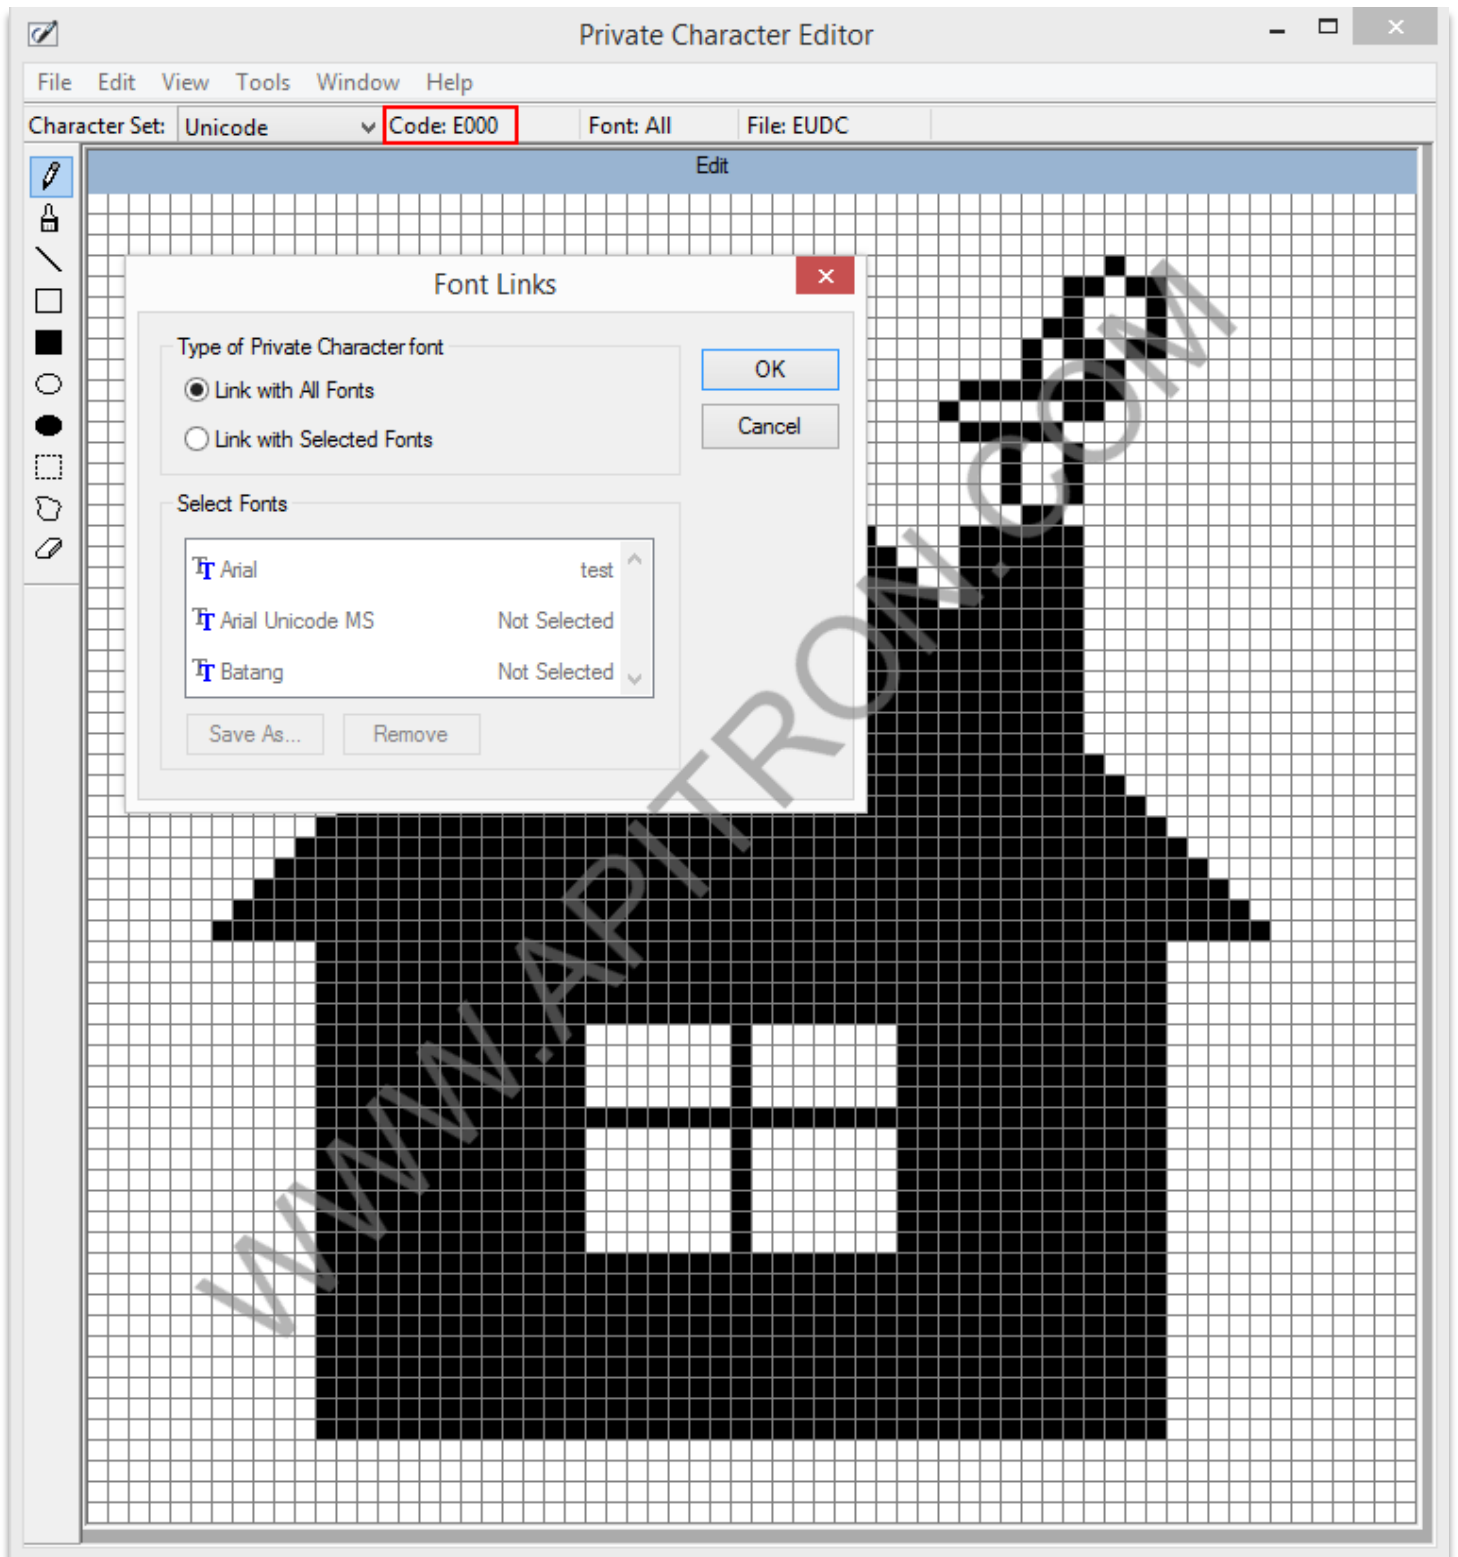 Private Character Editor
File Edit View Tools Window Help
Character Set: Unicode Code: E000 Font: All File: EUDC
Edit
Font Links
Type of Private Character font
Link with All Fonts
Link with Selected Fonts
OK
Cancel
Select Fonts
Arial test
Arial Unicode MS Not Selected
Batang Not Selected
Save As... Remove
WWW.APITRON.COM